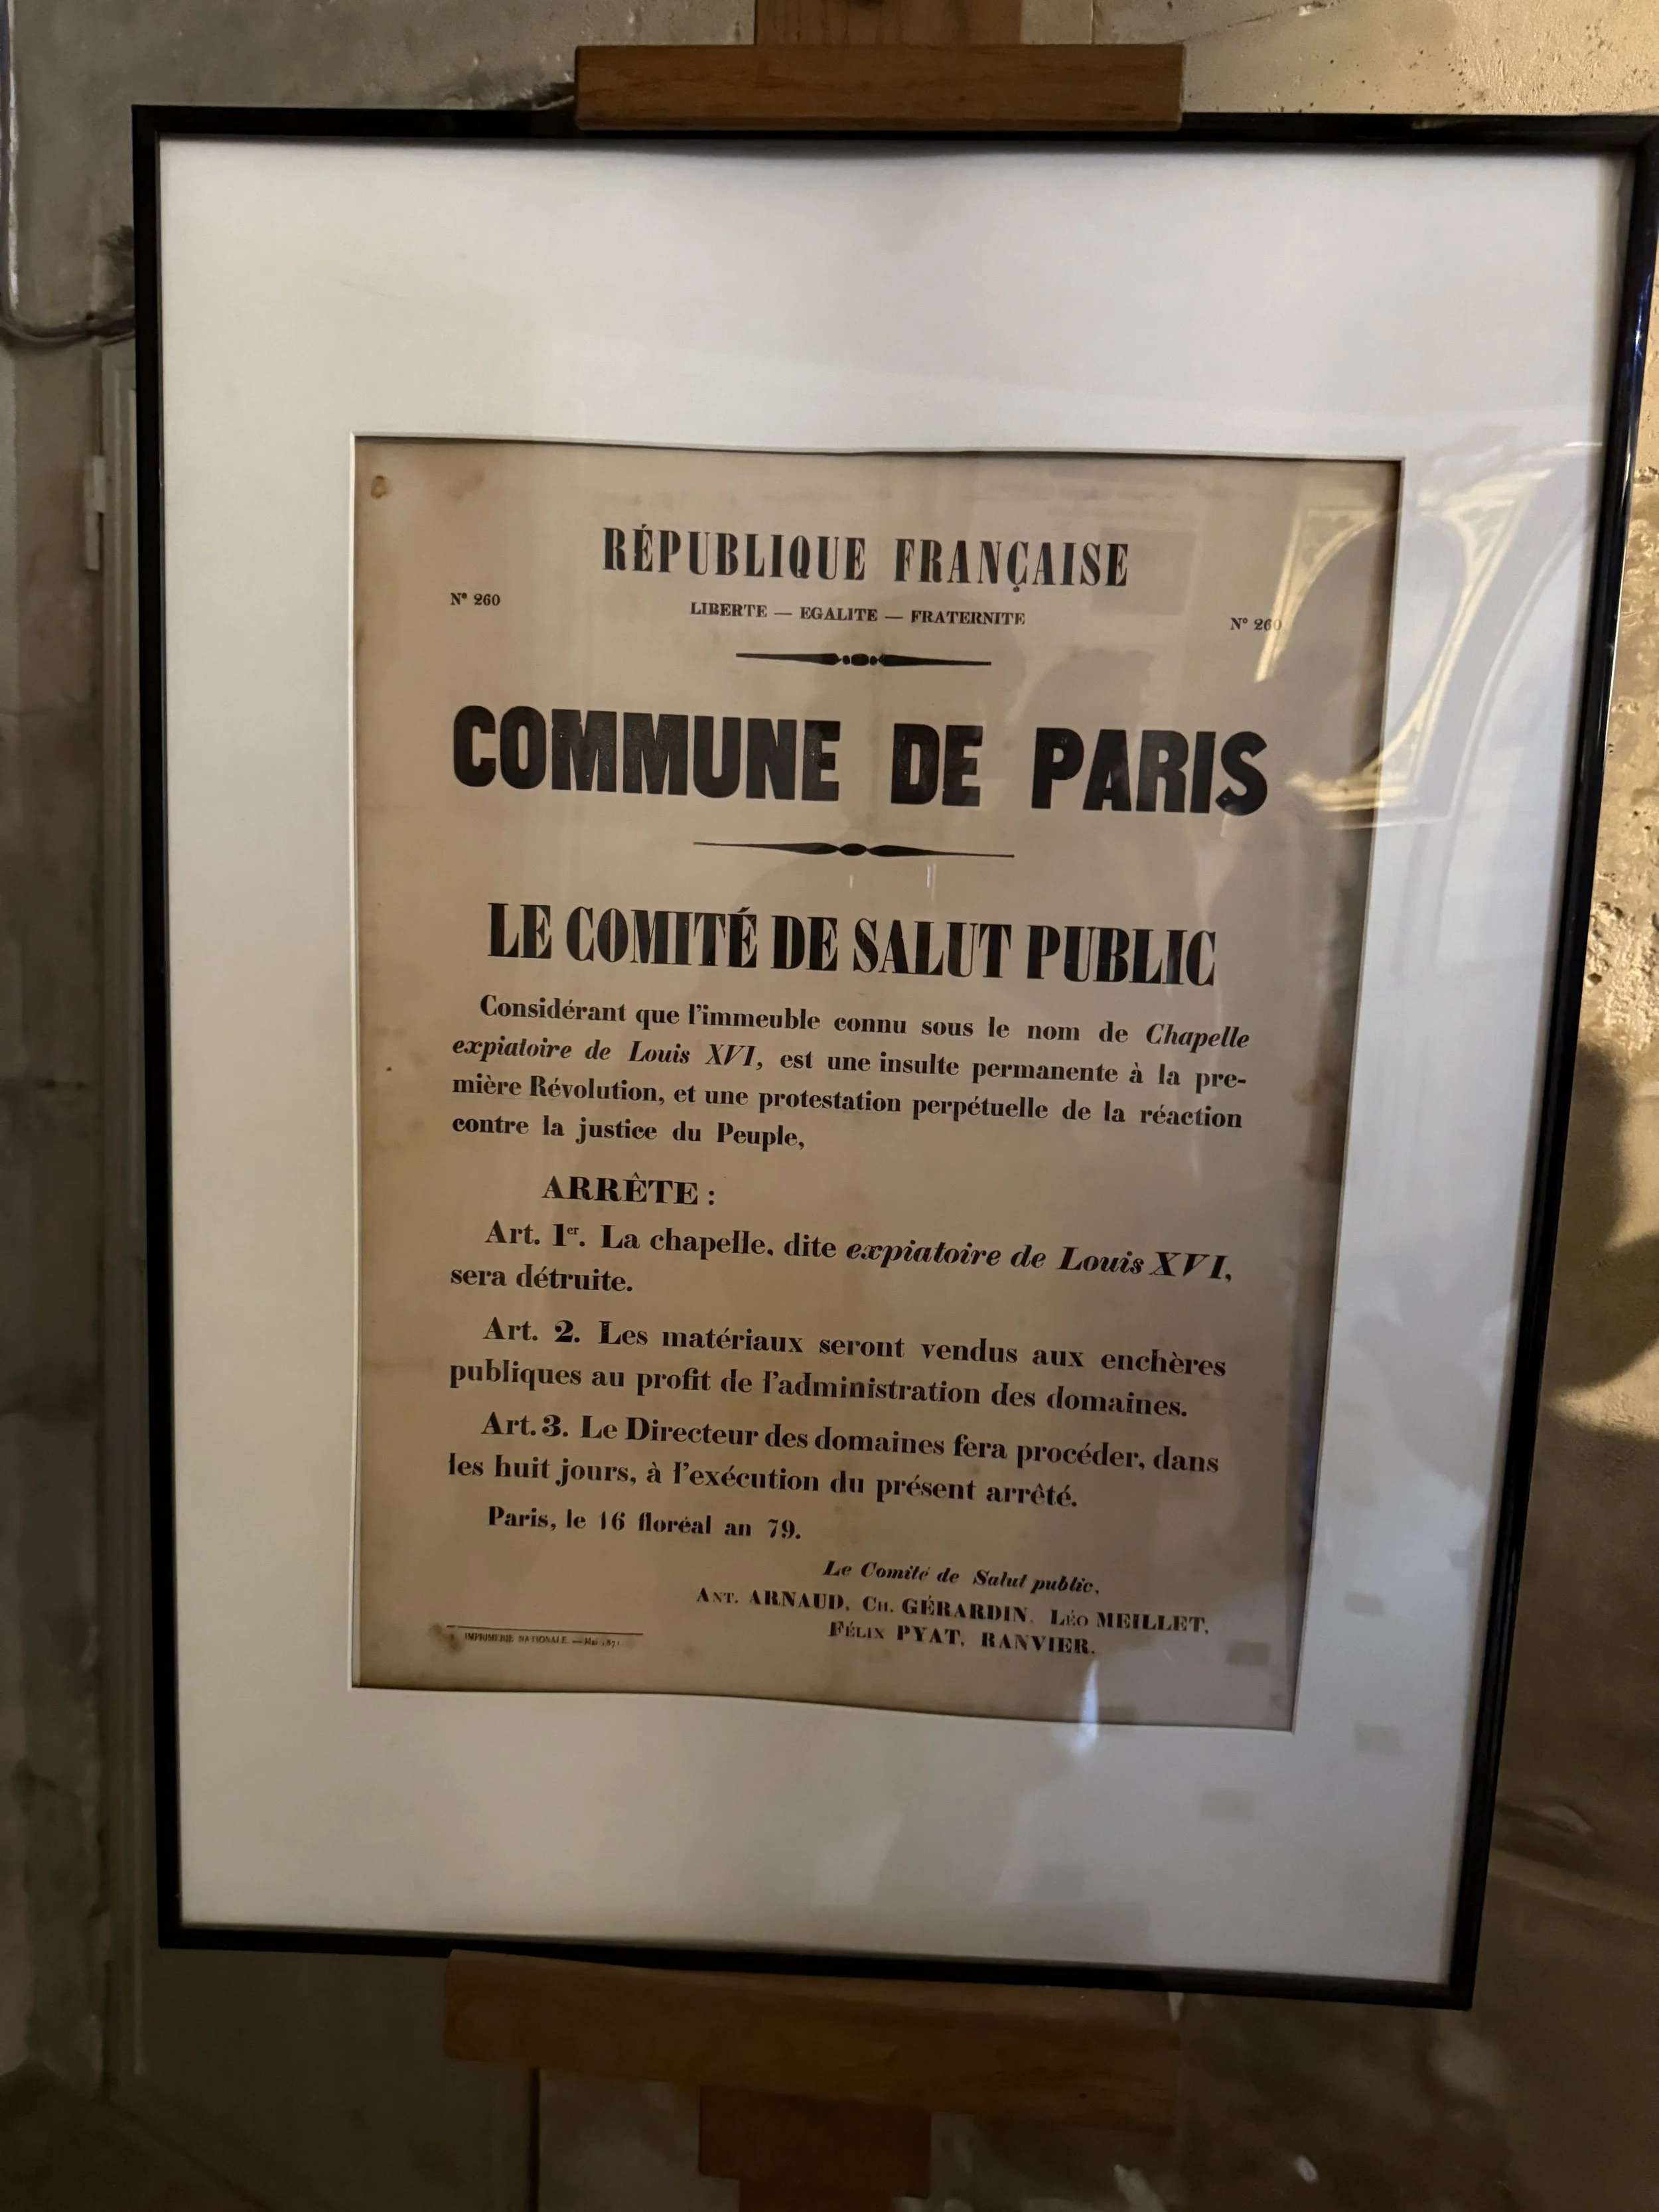 RÉPUBLIQUE FRANÇAISE
N° 260 LIBERTE — EGALITE — FRATERNITE N° 260
COMMUNE DE PARIS
LE COMITÉ DE SALUT PUBLIC
Considérant que l'immeuble connu sous le nom de Chapelle
expiatoire de Louis XVI, est une insulte permanente à la pre-
mière Révolution, et une protestation perpétuelle de la réaction
contre la justice du Peuple,
ARRÊTE :
Art. 1er. La chapelle, dite expiatoire de Louis XVI,
sera détruite.
Art. 2. Les matériaux seront vendus aux enchères
publiques au profit de l'administration des domaines.
Art. 3. Le Directeur des domaines fera procéder, dans
les huit jours, à l'exécution du présent arrêté.
Paris, le 16 floréal an 79.
Le Comité de Salut public,
ANT. ARNAUD, CH. GÉRARDIN, LÉO MEILLET,
FÉLIX PYAT, RANVIER.
IMPRIMERIE NATIONALE. — Mai 1871.